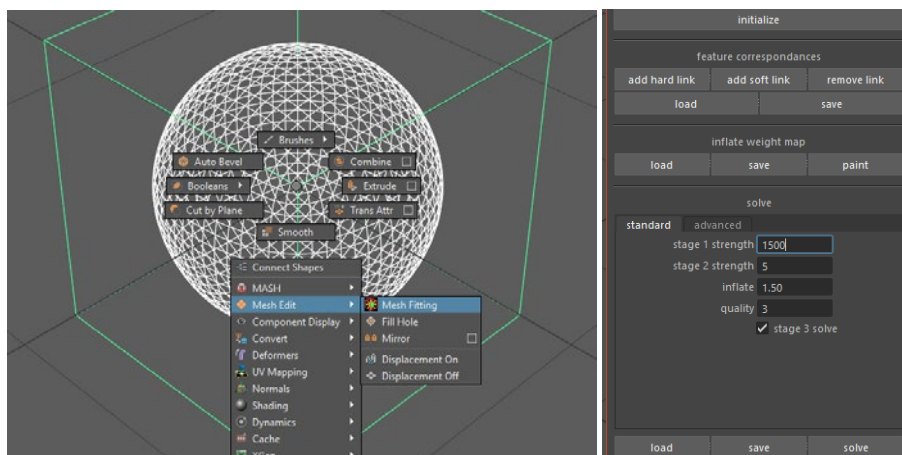 Brushes
Auto Bevel
Combine
Booleans
Extrude
Cut by Plane
Trans Attr
Smooth
Connect Shapes
MASH
Mesh Edit
Component Display
Convert
Deformers
UV Mapping
Normals
Shading
Dynamics
Cache
Mesh Fitting
Fill Hole
Mirror
Displacement On
Displacement Off
initialize
feature correspondances
add hard link add soft link remove link
load save
inflate weight map
load save paint
solve
standard advanced
stage 1 strength 1500
stage 2 strength 5
inflate 1.50
quality 3
stage 3 solve
load save solve